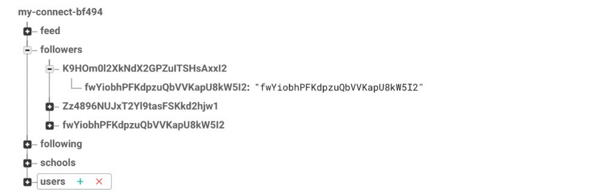 my-connect-bf494
feed
followers
K9HOm0l2XkNdX2GPZuITSHsAxxI2
fwYiobhPFKdpzuQbVVKapU8kW5I2: "fwYiobhPFKdpzuQbVVKapU8kW5I2"
Zz4896NUJxT2Yl9tasFSKkd2hjw1
fwYiobhPFKdpzuQbVVKapU8kW5I2
following
schools
users